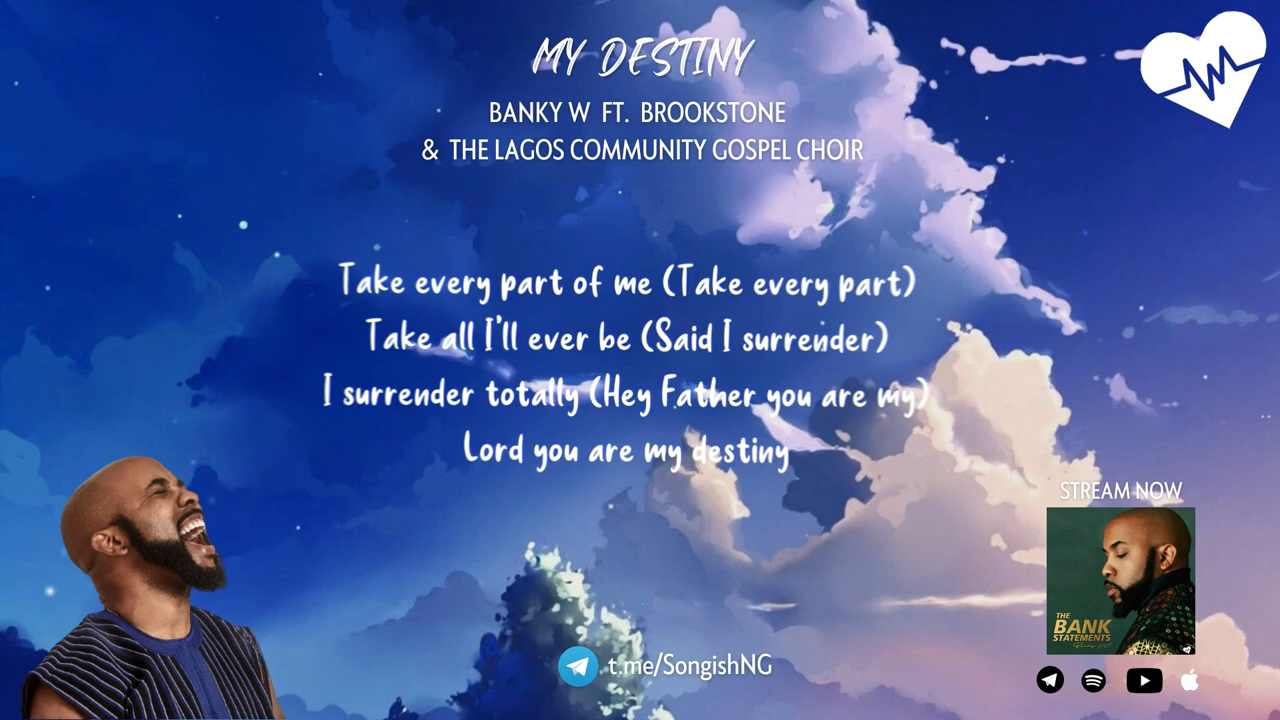 MY DESTINY
BANKY W FT. BROOKSTONE
& THE LAGOS COMMUNITY GOSPEL CHOIR
Take every part of me (Take every part)
Take all I'll ever be (Said I surrender)
I surrender totally (Hey Father you are my)
Lord you are my destiny
STREAM NOW
THE
BANK
STATEMENTS
t.me/SongishNG